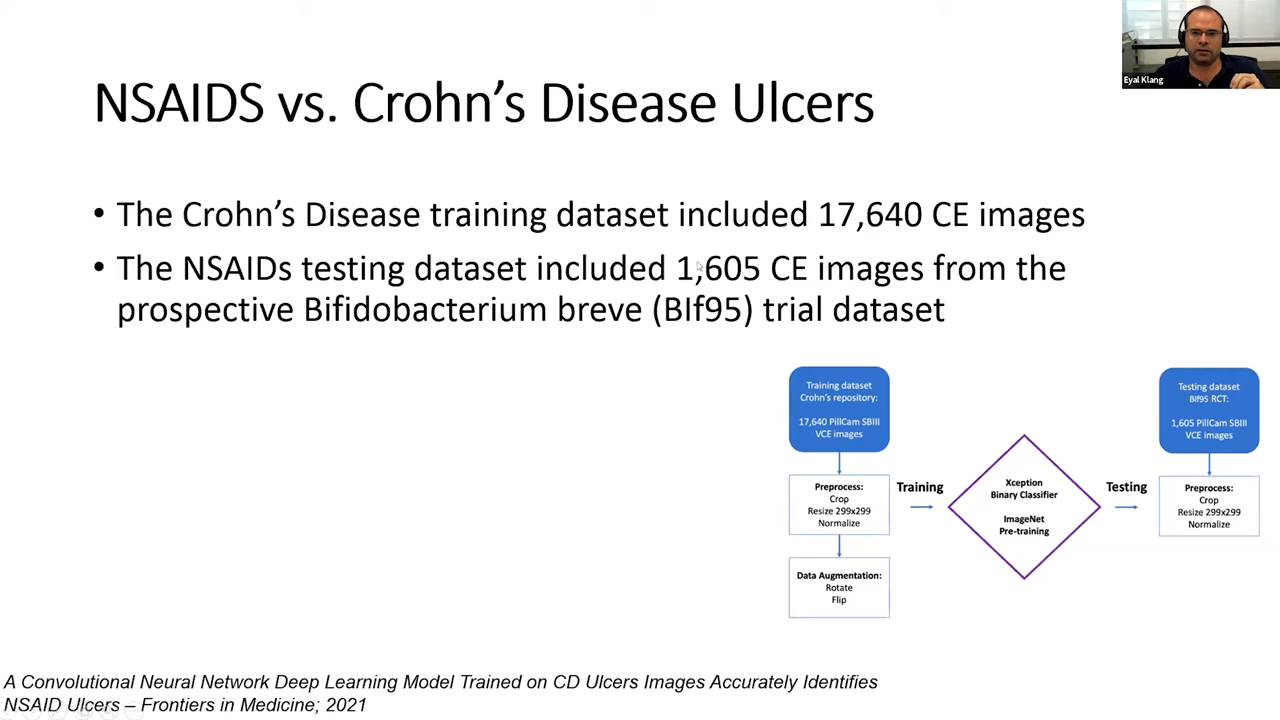 Eyal Klang
NSAIDS vs. Crohn's Disease Ulcers
• The Crohn's Disease training dataset included 17,640 CE images
• The NSAIDs testing dataset included 1,605 CE images from the
prospective Bifidobacterium breve (BIf95) trial dataset
Training dataset
Crohn's repository:
17,640 PillCam SBIII
VCE images
Preprocess:
Crop
Resize 299x299
Normalize
Data Augmentation:
Rotate
Flip
Training
Xception
Binary Classifier
ImageNet
Pre-training
Testing
Testing dataset
BIf95 RCT:
1,605 PillCam SBIII
VCE images
Preprocess:
Crop
Resize 299x299
Normalize
A Convolutional Neural Network Deep Learning Model Trained on CD Ulcers Images Accurately Identifies
NSAID Ulcers – Frontiers in Medicine; 2021